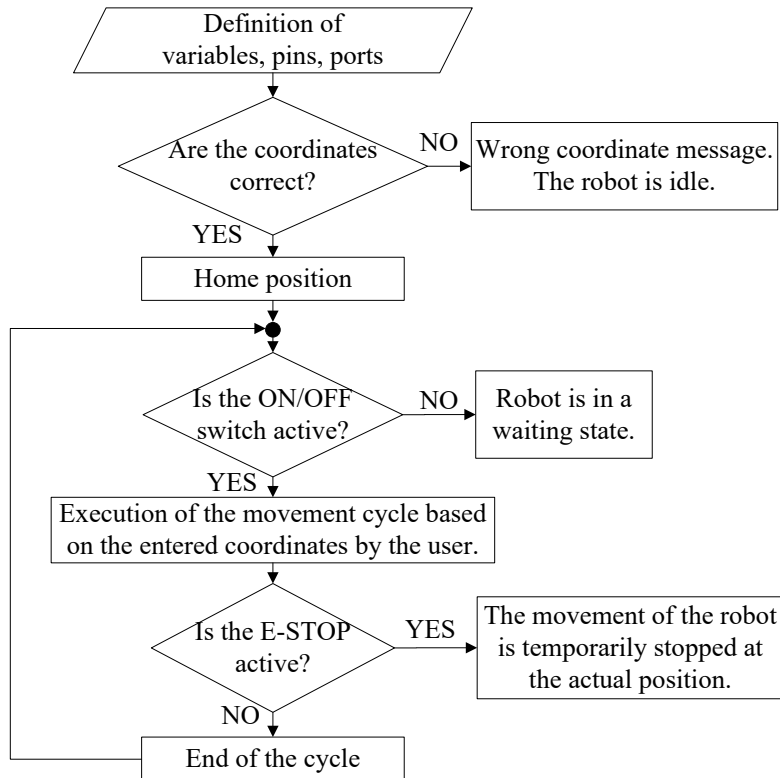 Definition of
variables, pins, ports
Are the coordinates
correct?
NO
Wrong coordinate message.
The robot is idle.
YES
Home position
Is the ON/OFF
switch active?
NO
Robot is in a
waiting state.
YES
Execution of the movement cycle based
on the entered coordinates by the user.
Is the E-STOP
active?
YES
The movement of the robot
is temporarily stopped at
the actual position.
NO
End of the cycle